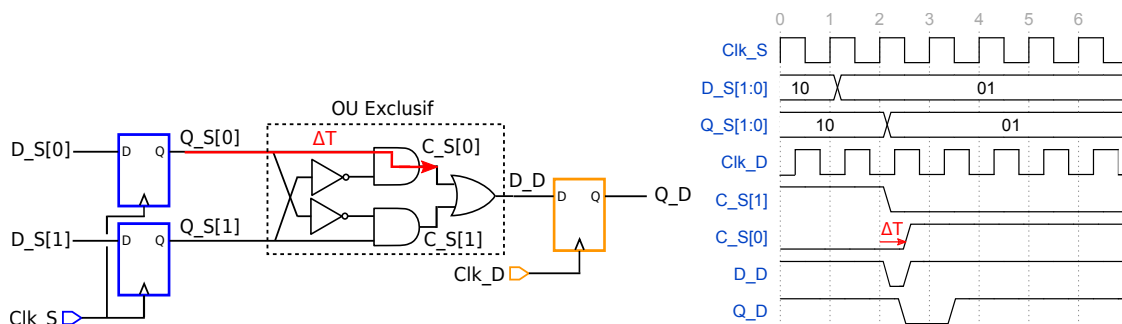 OU Exclusif
D_S[0]
D Q
Q_S[0]
ΔT
C_S[0]
D_D
D Q
Q_D
D_S[1]
D Q
Q_S[1]
C_S[1]
Clk_D
Clk_S
0 1 2 3 4 5 6
Clk_S
D_S[1:0] 10 01
Q_S[1:0] 10 01
Clk_D
C_S[1]
C_S[0] ΔT
D_D
Q_D